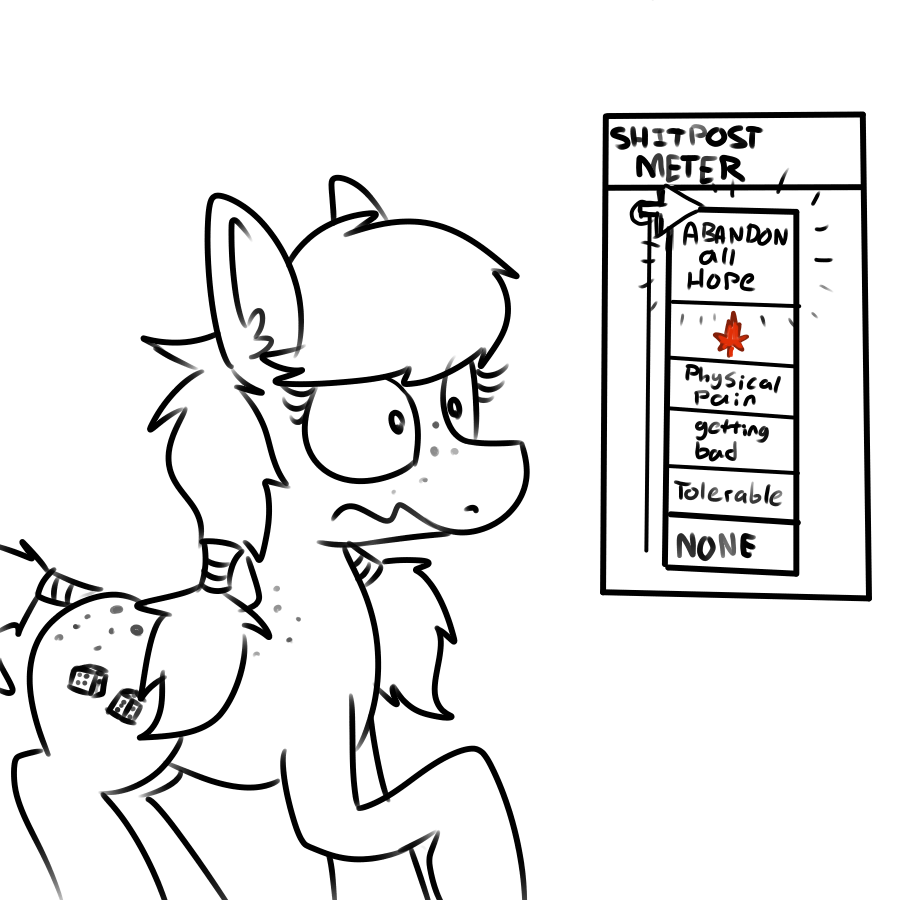 SHITPOST
METER
ABANDON
all
HOPE
Physical
Pain
getting
bad
Tolerable
NONE